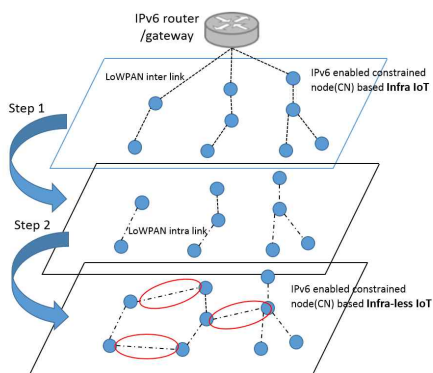 IPv6 router
/gateway
LoWPAN inter link
IPv6 enabled constrained
node(CN) based Infra IoT
Step 1
LoWPAN intra link
Step 2
IPv6 enabled constrained
node(CN) based Infra-less IoT